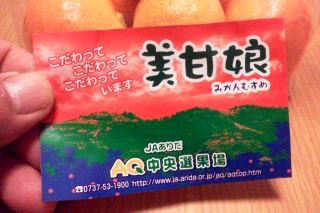 こだわって
こだわって
こだわって
います
美甘娘
みかんむすめ
JAありだ
AQ中央選果場
☎0737-53-1900 http://www.ja-arida.or.jp/aq/aqtop.htm